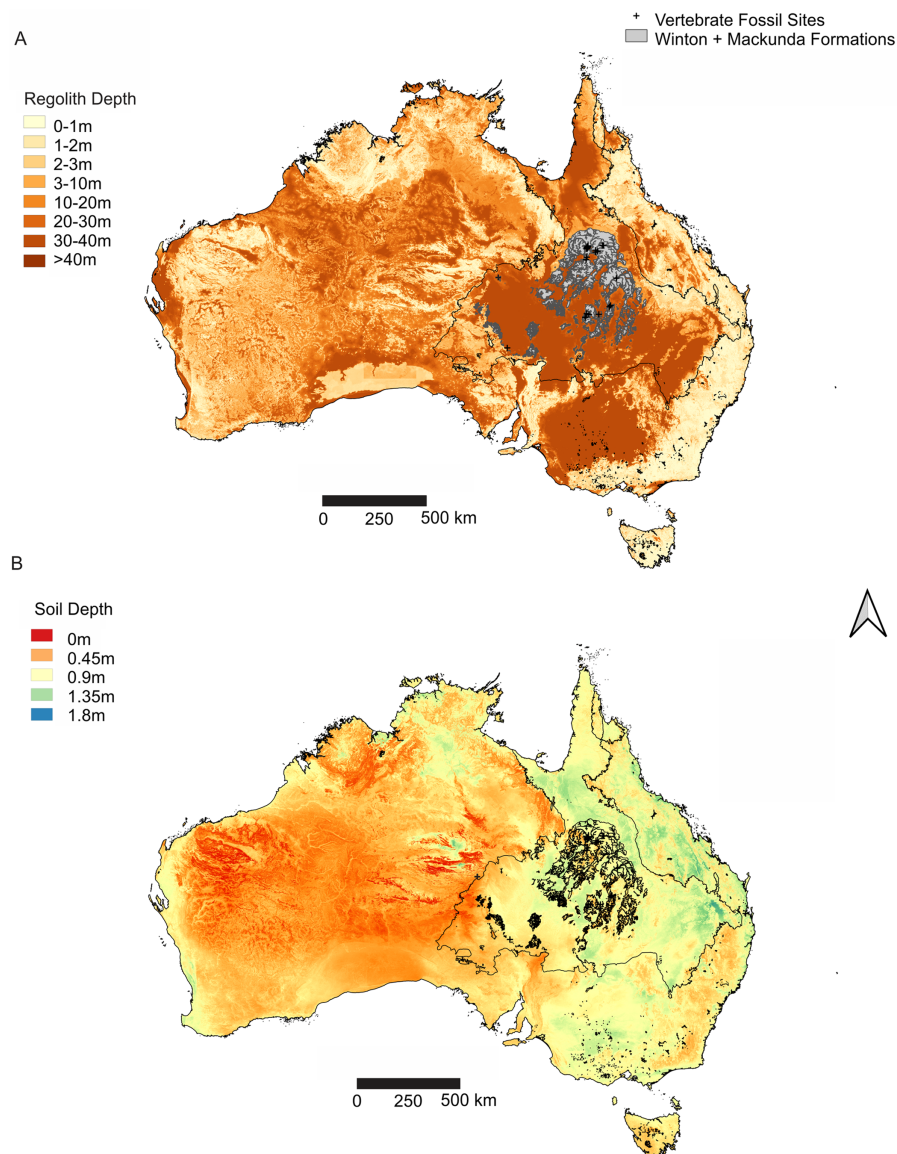 A
Vertebrate Fossil Sites
Winton + Mackunda Formations
Regolith Depth
0-1m
1-2m
2-3m
3-10m
10-20m
20-30m
30-40m
>40m
0 250 500 km
B
Soil Depth
0m
0.45m
0.9m
1.35m
1.8m
0 250 500 km